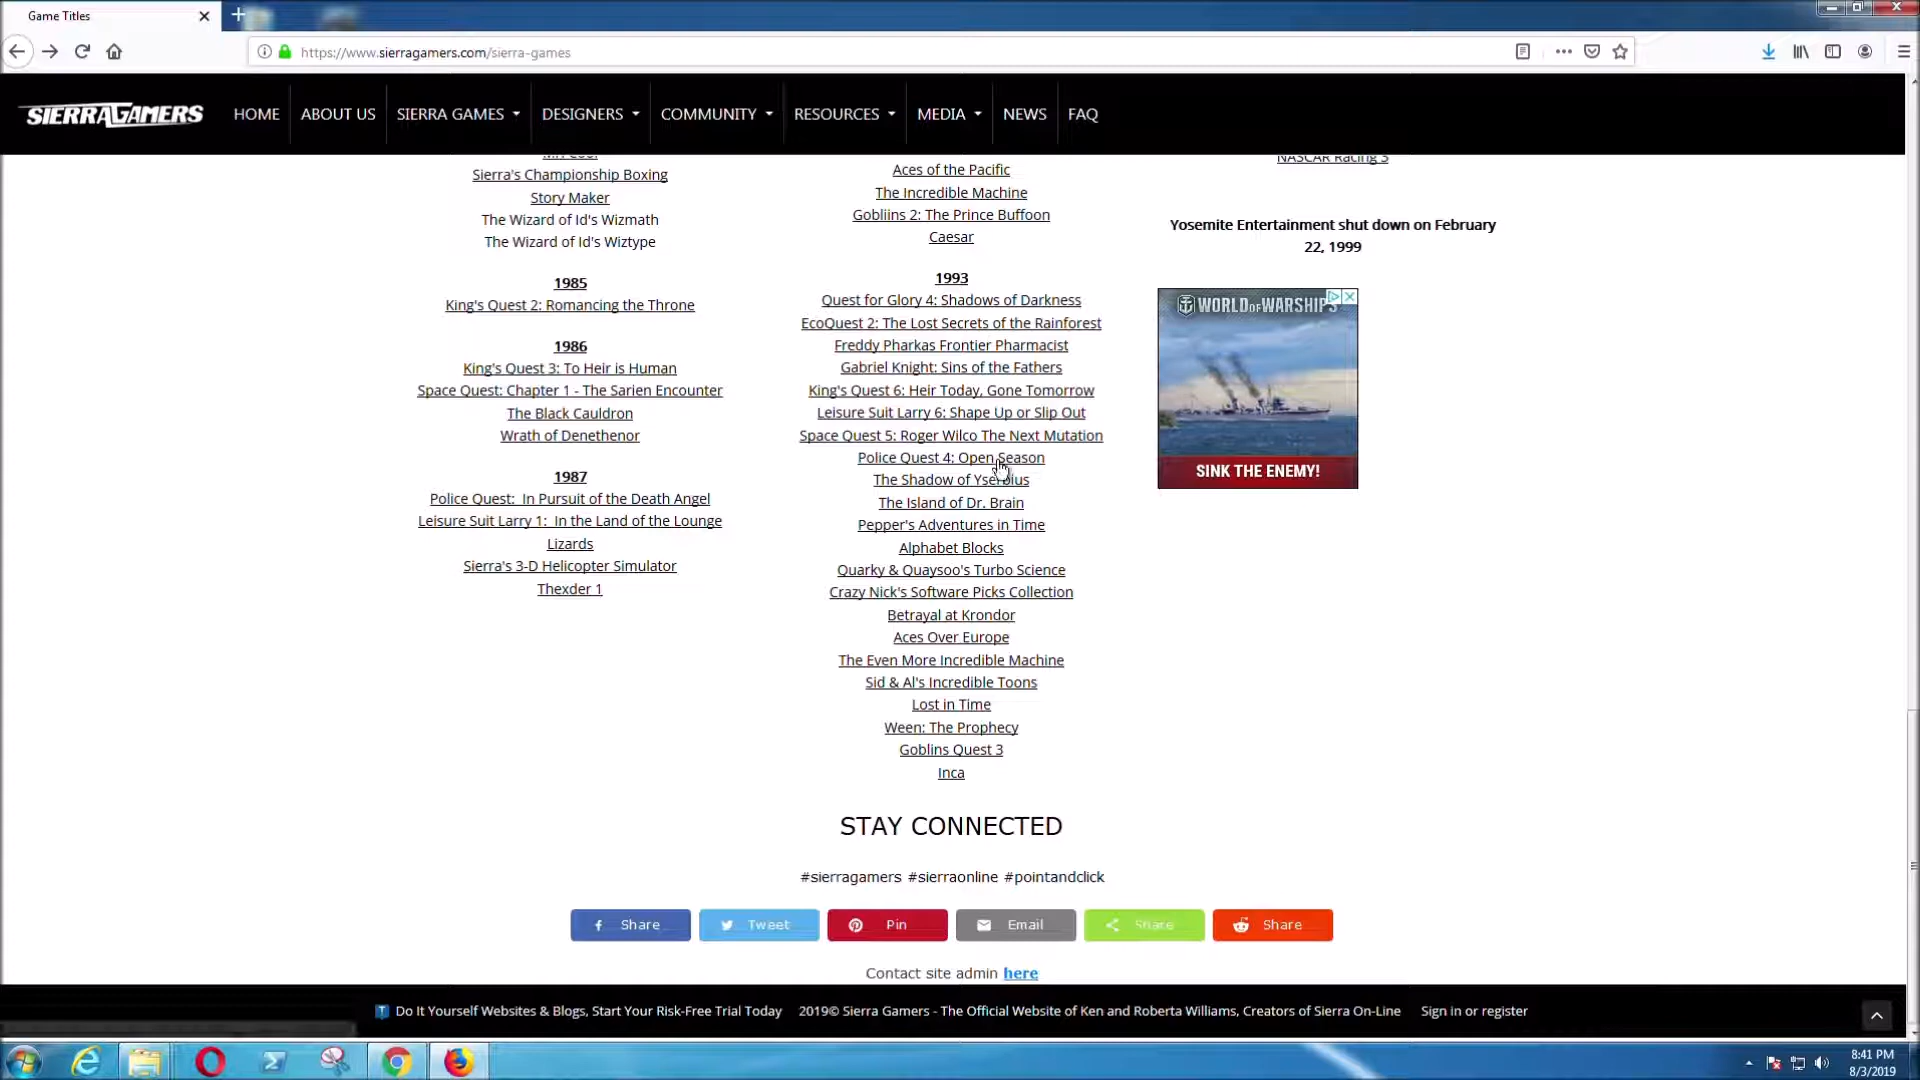 Game Titles
https://www.sierragamers.com/sierra-games
SIERRAGAMERS
HOME
ABOUT US
SIERRA GAMES
DESIGNERS
COMMUNITY
RESOURCES
MEDIA
NEWS
FAQ
Sierra's Championship Boxing
Story Maker
The Wizard of Id's Wizmath
The Wizard of Id's Wiztype
1985
King's Quest 2: Romancing the Throne
1986
King's Quest 3: To Heir is Human
Space Quest: Chapter 1 - The Sarien Encounter
The Black Cauldron
Wrath of Denethenor
1987
Police Quest:  In Pursuit of the Death Angel
Leisure Suit Larry 1:  In the Land of the Lounge
Lizards
Sierra's 3-D Helicopter Simulator
Thexder 1
Aces of the Pacific
The Incredible Machine
Gobliins 2: The Prince Buffoon
Caesar
1993
Quest for Glory 4: Shadows of Darkness
EcoQuest 2: The Lost Secrets of the Rainforest
Freddy Pharkas Frontier Pharmacist
Gabriel Knight: Sins of the Fathers
King's Quest 6: Heir Today, Gone Tomorrow
Leisure Suit Larry 6: Shape Up or Slip Out
Space Quest 5: Roger Wilco The Next Mutation
Police Quest 4: Open Season
The Shadow of Yserbius
The Island of Dr. Brain
Pepper's Adventures in Time
Alphabet Blocks
Quarky & Quaysoo's Turbo Science
Crazy Nick's Software Picks Collection
Betrayal at Krondor
Aces Over Europe
The Even More Incredible Machine
Sid & Al's Incredible Toons
Lost in Time
Ween: The Prophecy
Goblins Quest 3
Inca
NASCAR Racing 3
Yosemite Entertainment shut down on February
22, 1999
WORLD OF WARSHIPS
SINK THE ENEMY!
STAY CONNECTED
#sierragamers #sierraonline #pointandclick
Share
Tweet
Pin
Email
Share
Share
Contact site admin here
Do It Yourself Websites & Blogs, Start Your Risk-Free Trial Today
2019© Sierra Gamers - The Official Website of Ken and Roberta Williams, Creators of Sierra On-Line
Sign in or register
8:41 PM
8/3/2019